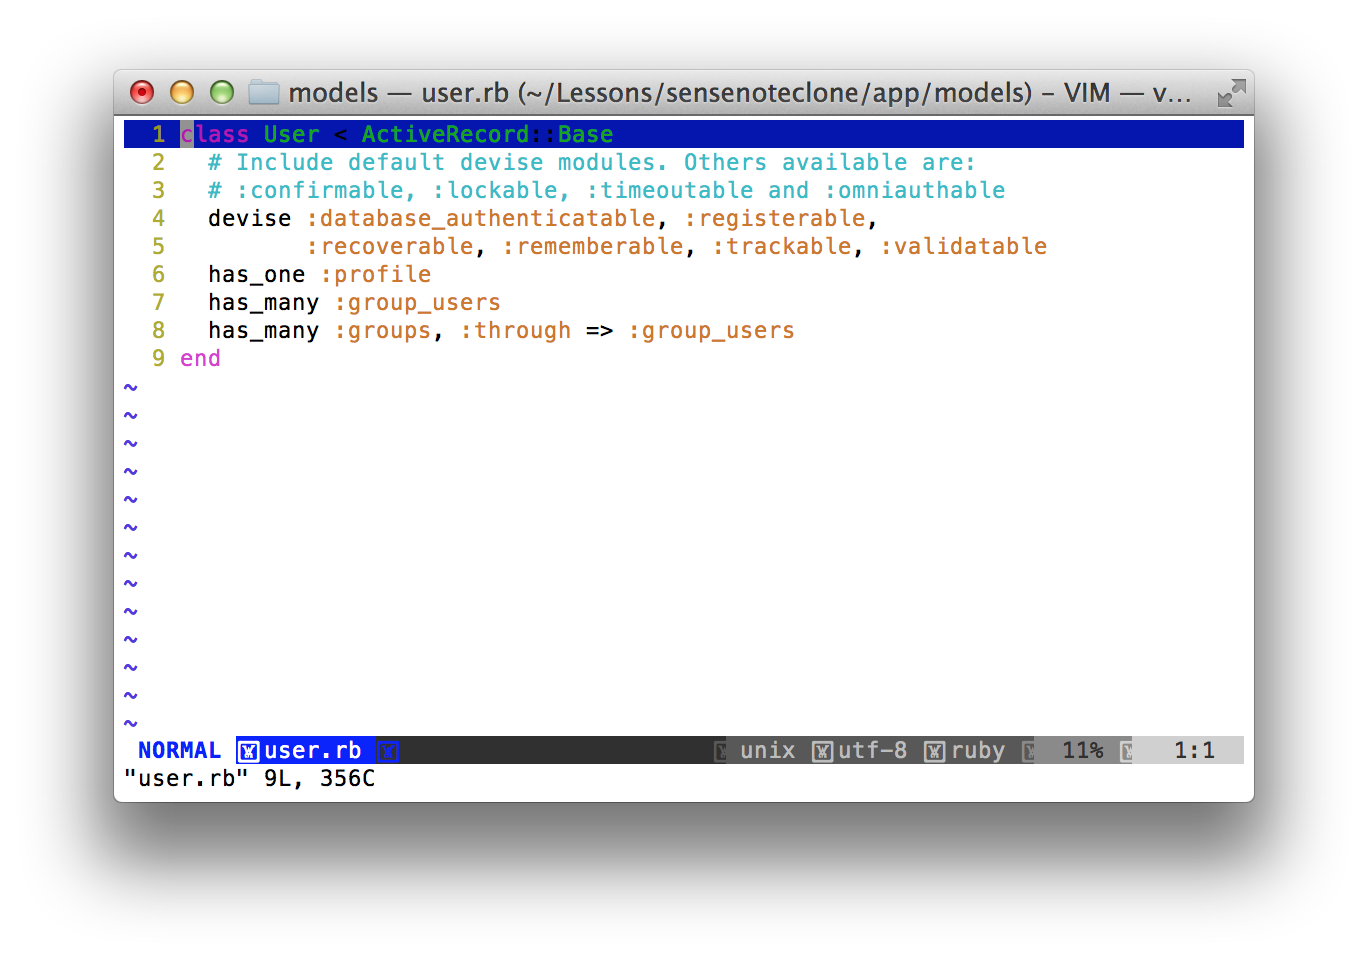 models — user.rb (~/Lessons/sensenoteclone/app/models) – VIM — v...
1 class User < ActiveRecord::Base
2   # Include default devise modules. Others available are:
3   # :confirmable, :lockable, :timeoutable and :omniauthable
4   devise :database_authenticatable, :registerable,
5          :recoverable, :rememberable, :trackable, :validatable
6   has_one :profile
7   has_many :group_users
8   has_many :groups, :through => :group_users
9 end
~
~
~
~
~
~
~
~
~
~
~
~
~
NORMAL user.rb unix utf-8 ruby 11% 1:1
"user.rb" 9L, 356C